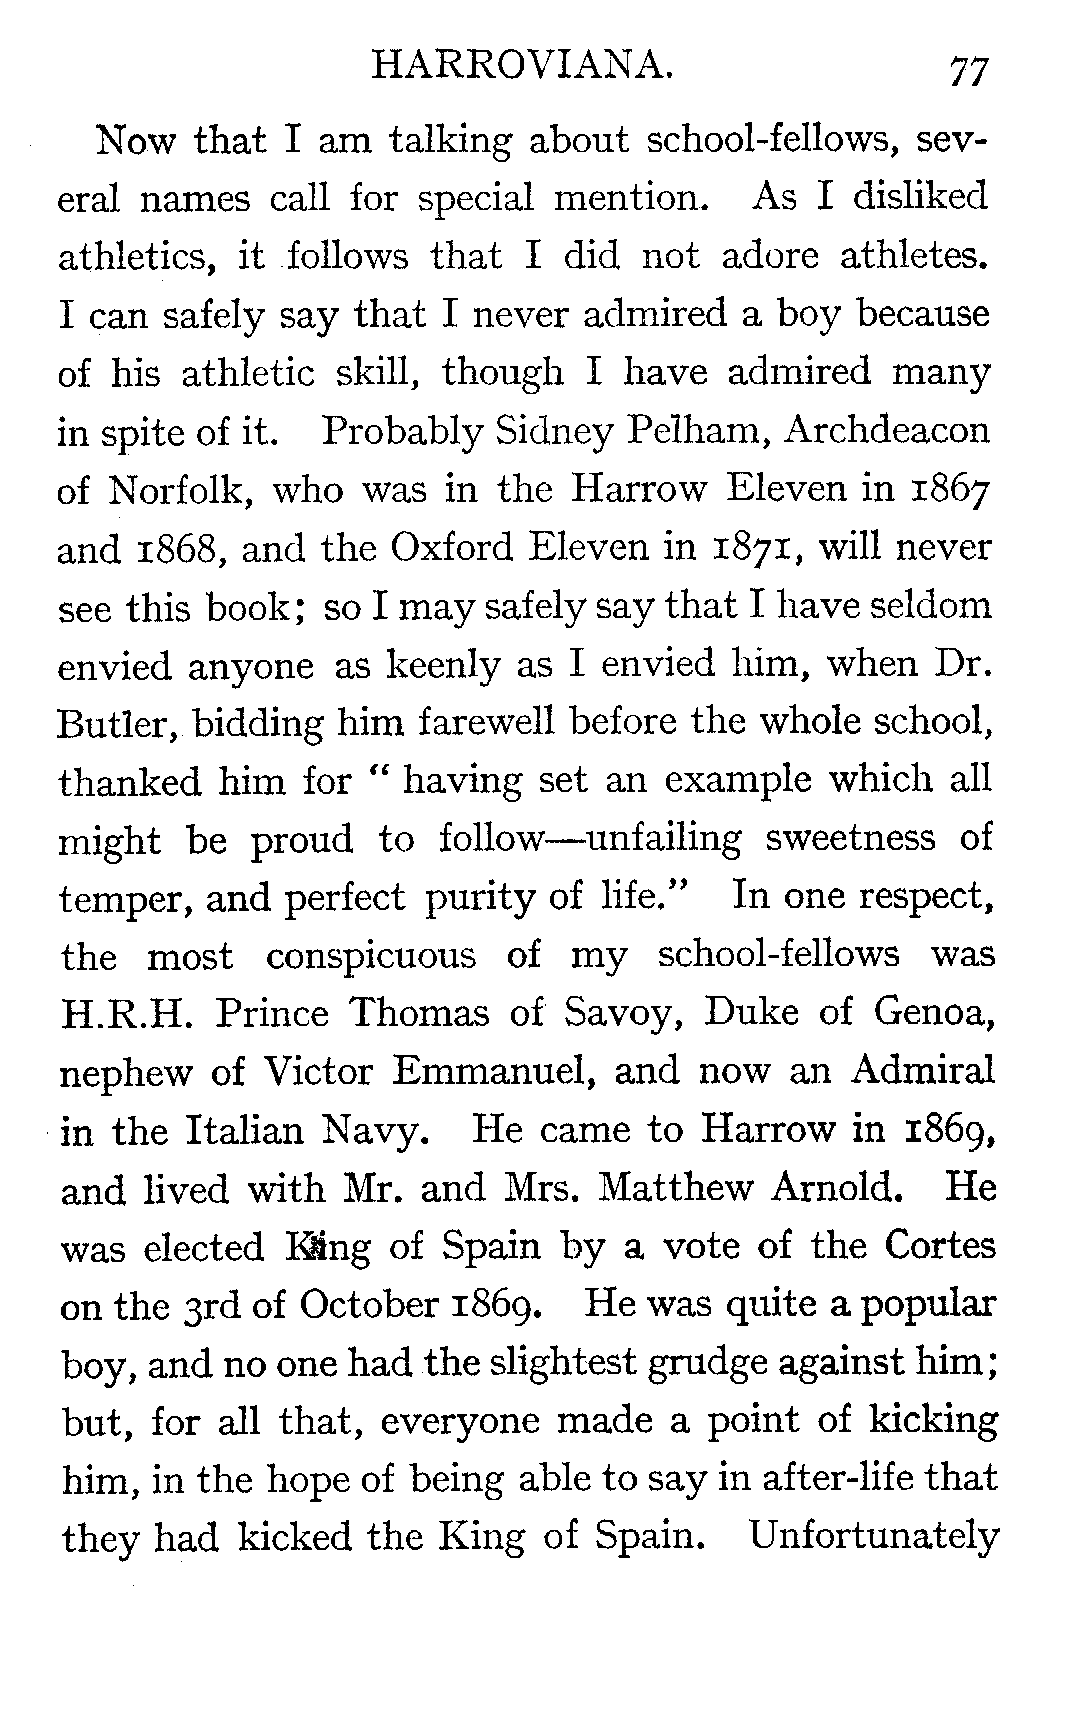 HARROVIANA. 77
Now that I am talking about school-fellows, sev-
eral names call for special mention. As I disliked
athletics, it follows that I did not adore athletes.
I can safely say that I never admired a boy because
of his athletic skill, though I have admired many
in spite of it. Probably Sidney Pelham, Archdeacon
of Norfolk, who was in the Harrow Eleven in 1867
and 1868, and the Oxford Eleven in 1871, will never
see this book; so I may safely say that I have seldom
envied anyone as keenly as I envied him, when Dr.
Butler, bidding him farewell before the whole school,
thanked him for “ having set an example which all
might be proud to follow—unfailing sweetness of
temper, and perfect purity of life.” In one respect,
the most conspicuous of my school-fellows was
H.R.H. Prince Thomas of Savoy, Duke of Genoa,
nephew of Victor Emmanuel, and now an Admiral
in the Italian Navy. He came to Harrow in 1869,
and lived with Mr. and Mrs. Matthew Arnold. He
was elected King of Spain by a vote of the Cortes
on the 3rd of October 1869. He was quite a popular
boy, and no one had the slightest grudge against him;
but, for all that, everyone made a point of kicking
him, in the hope of being able to say in after-life that
they had kicked the King of Spain. Unfortunately